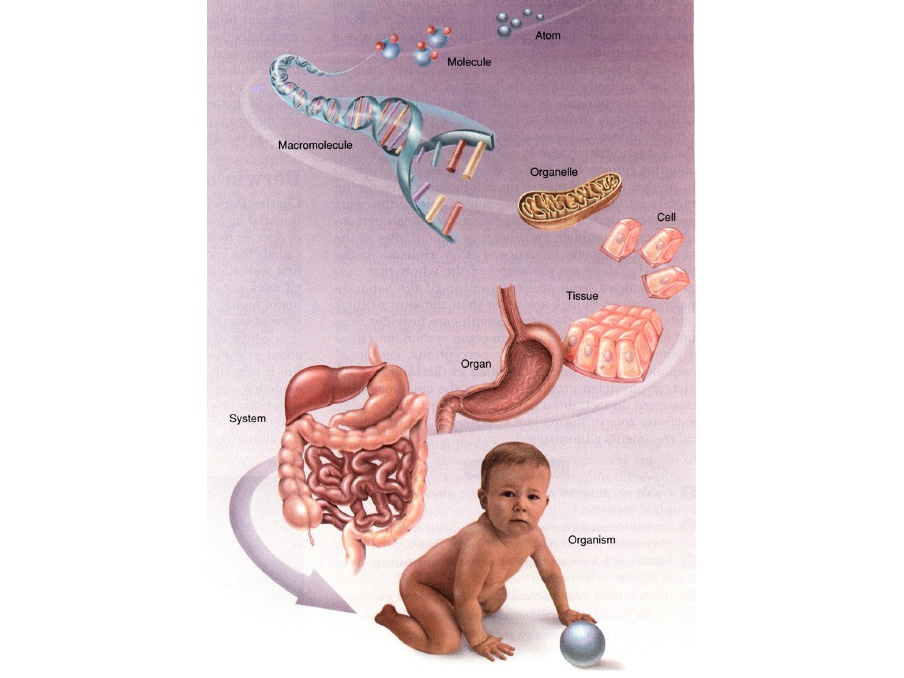 Atom
Molecule
Macromolecule
Organelle
Cell
Tissue
Organ
System
Organism